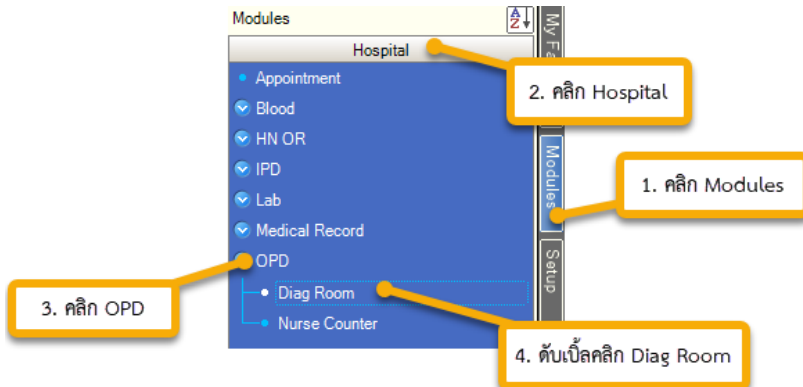 Modules
Hospital
Appointment
Blood
HN OR
IPD
Lab
Medical Record
OPD
Diag Room
Nurse Counter
A
Z
My Fa
Modules
Setup
2. คลิก Hospital
1. คลิก Modules
3. คลิก OPD
4. ดับเบิ้ลคลิก Diag Room